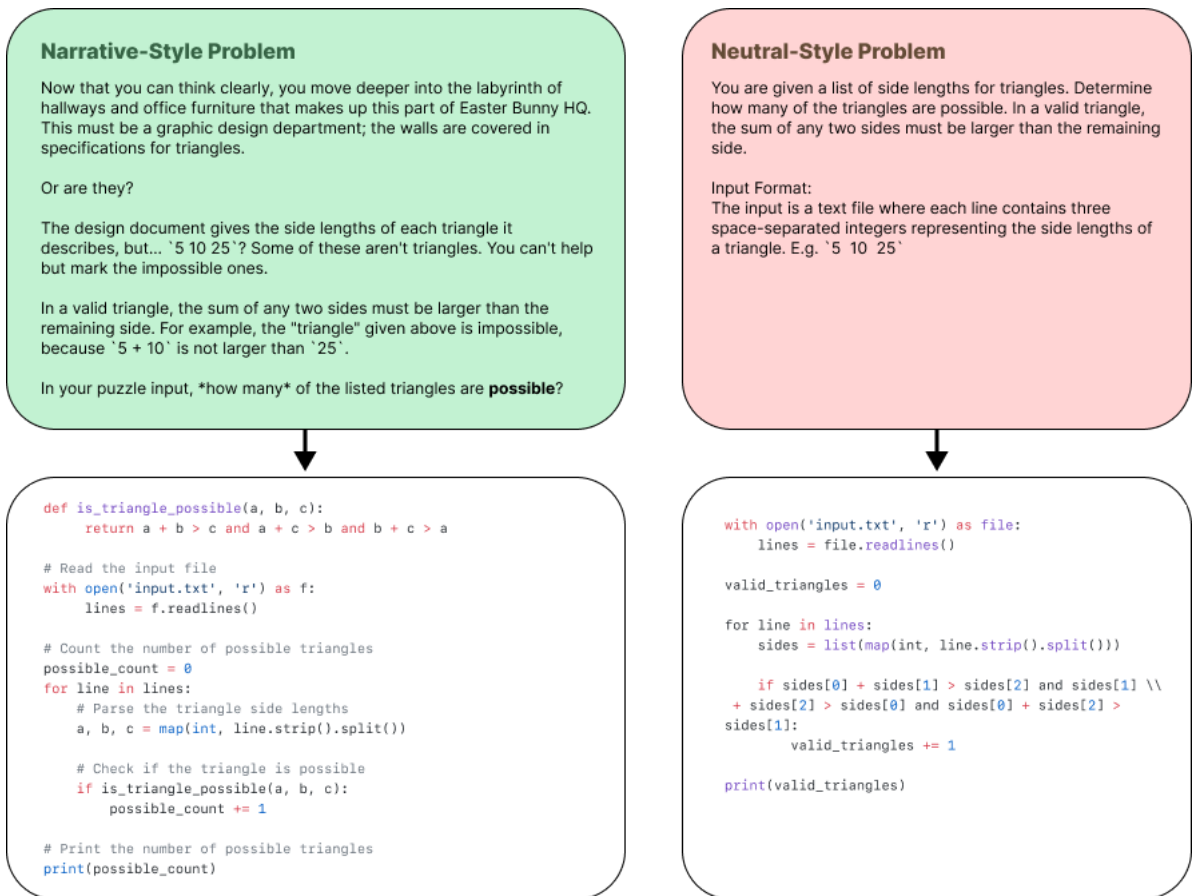 Narrative-Style Problem
Now that you can think clearly, you move deeper into the labyrinth of
hallways and office furniture that makes up this part of Easter Bunny HQ.
This must be a graphic design department; the walls are covered in
specifications for triangles.
Or are they?
The design document gives the side lengths of each triangle it
describes, but... `5 10 25`? Some of these aren't triangles. You can't help
but mark the impossible ones.
In a valid triangle, the sum of any two sides must be larger than the
remaining side. For example, the "triangle" given above is impossible,
because `5 + 10` is not larger than `25`.
In your puzzle input, *how many* of the listed triangles are possible?
def is_triangle_possible(a, b, c):
    return a + b > c and a + c > b and b + c > a
# Read the input file
with open('input.txt', 'r') as f:
    lines = f.readlines()
# Count the number of possible triangles
possible_count = 0
for line in lines:
    # Parse the triangle side lengths
    a, b, c = map(int, line.strip().split())
    # Check if the triangle is possible
    if is_triangle_possible(a, b, c):
        possible_count += 1
# Print the number of possible triangles
print(possible_count)
Neutral-Style Problem
You are given a list of side lengths for triangles. Determine
how many of the triangles are possible. In a valid triangle,
the sum of any two sides must be larger than the remaining
side.
Input Format:
The input is a text file where each line contains three
space-separated integers representing the side lengths of
a triangle. E.g. `5  10  25`
with open('input.txt', 'r') as file:
    lines = file.readlines()
valid_triangles = 0
for line in lines:
    sides = list(map(int, line.strip().split()))
    if sides[0] + sides[1] > sides[2] and sides[1] \\
 + sides[2] > sides[0] and sides[0] + sides[2] >
sides[1]:
        valid_triangles += 1
print(valid_triangles)